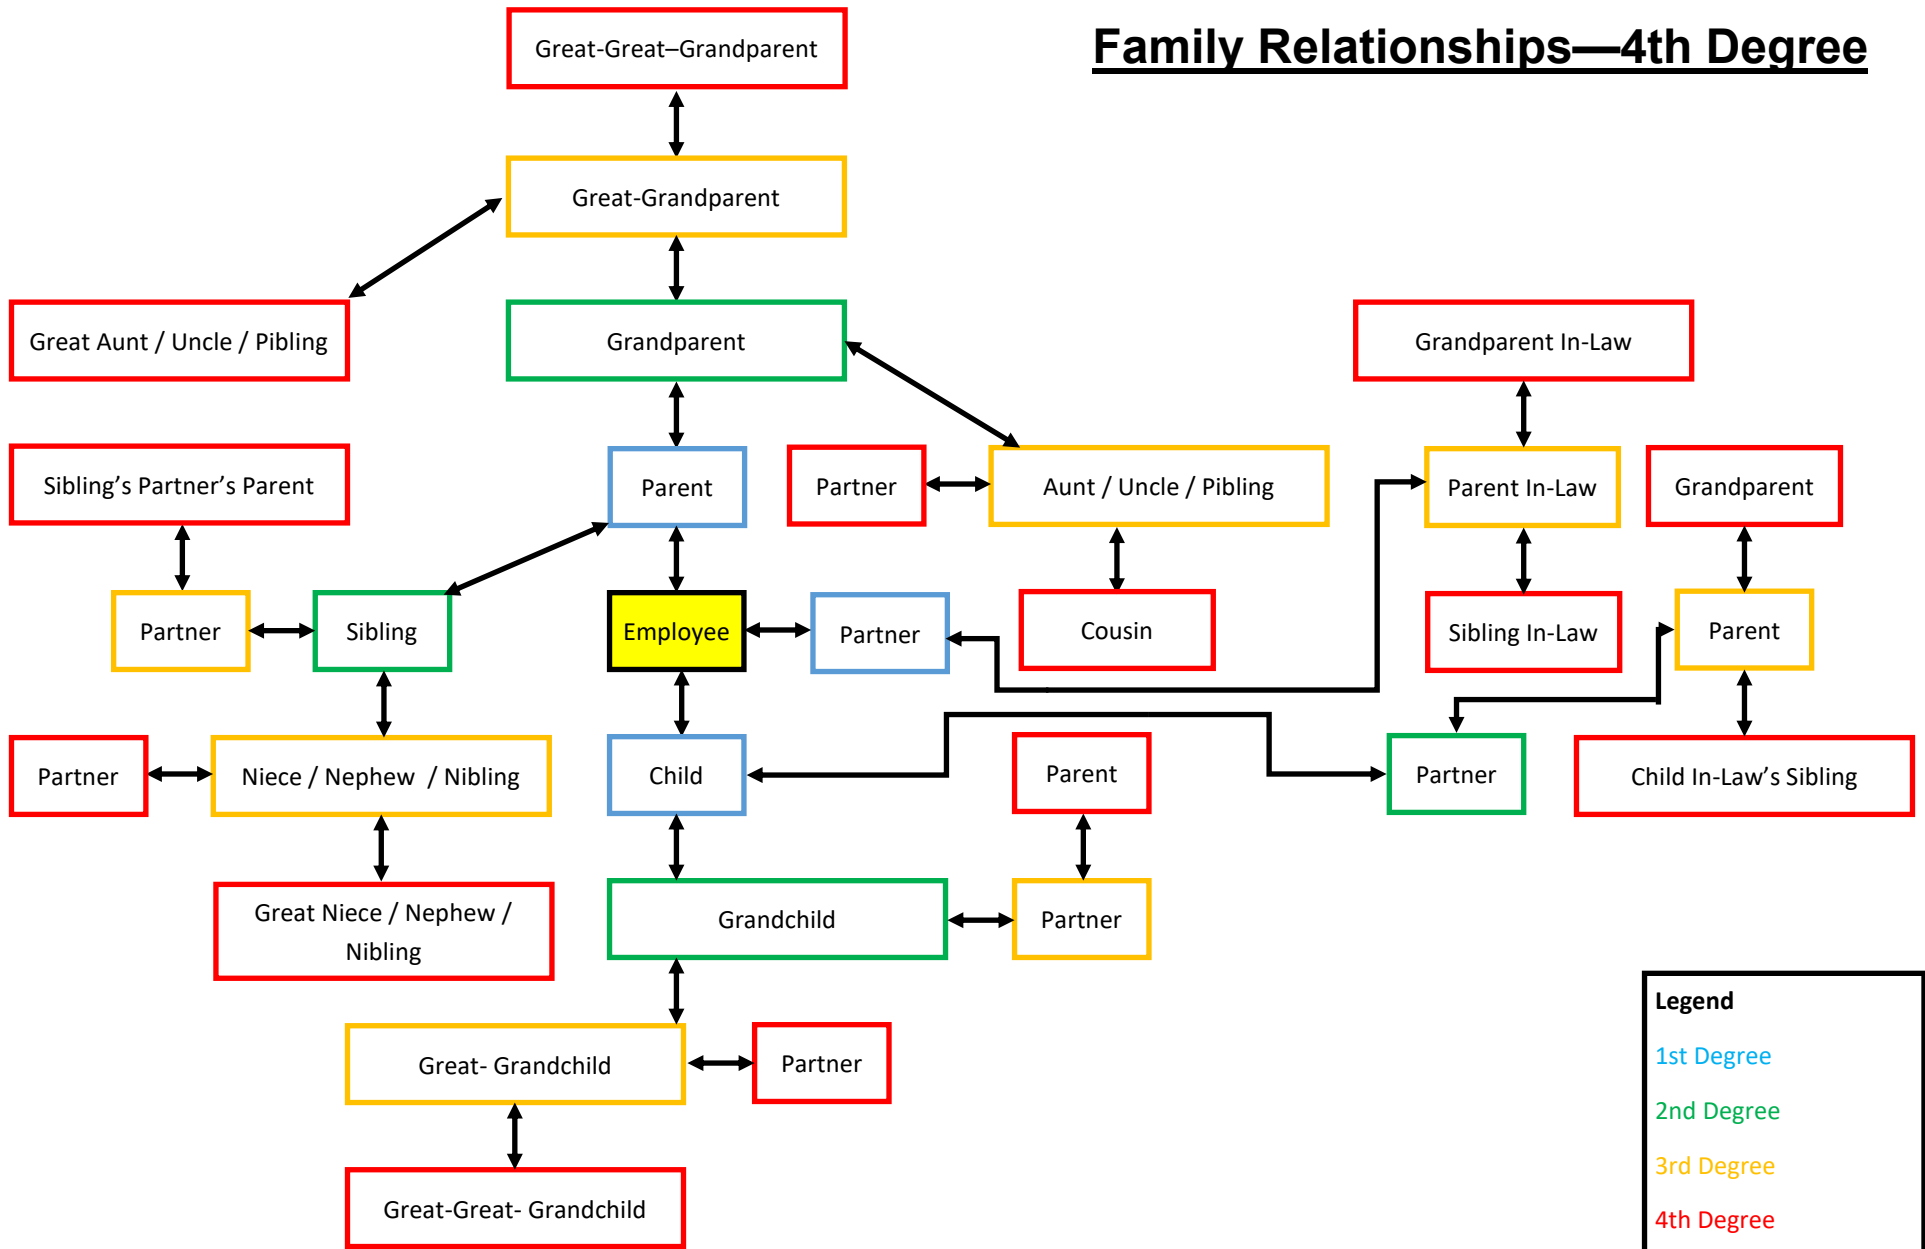 Family Relationships—4th Degree
Great-Great–Grandparent
Great-Grandparent
Great Aunt / Uncle / Pibling
Grandparent
Grandparent In-Law
Sibling's Partner's Parent
Parent
Partner
Aunt / Uncle / Pibling
Parent In-Law
Grandparent
Partner
Sibling
Employee
Partner
Cousin
Sibling In-Law
Parent
Partner
Niece / Nephew / Nibling
Child
Parent
Partner
Child In-Law's Sibling
Great Niece / Nephew /
Nibling
Grandchild
Partner
Great- Grandchild
Partner
Great-Great- Grandchild
Legend
1st Degree
2nd Degree
3rd Degree
4th Degree